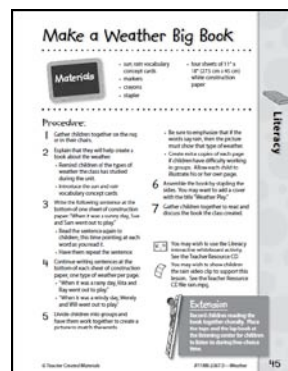 Make a Weather Big Book
Materials
• sun; rain vocabulary
concept cards
• markers
• crayons
• stapler
• four sheets of 11" x
18" (27.5 cm x 45 cm)
white construction
paper
Literacy
Procedure:
1 Gather children together on the rug
or in their chairs.
2 Explain that they will help create a
book about the weather.
• Remind children of the types of
weather the class has studied
during the unit.
• Introduce the sun and rain
vocabulary concept cards.
3 Write the following sentence at the
bottom of one sheet of construction
paper: "When it was a sunny day, Sue
and Sam went out to play."
• Read the sentence again to
children, this time pointing at each
word as you read it.
• Have them repeat the sentence.
4 Continue writing sentences at the
bottom of each sheet of construction
paper, one type of weather per page.
• "When it was a rainy day, Rita and
Ray went out to play."
• "When it was a windy day, Wendy
and Will went out to play."
5 Divide children into groups and
have them work together to create a
picture to match the words.
• Be sure to emphasize that if the
words say rain, then the picture
must show that type of weather.
• Create extra copies of each page
if children have difficulty working
in groups. Allow each child to
illustrate his or her own page.
6 Assemble the book by stapling the
sides. You may want to add a cover
with the title "Weather Play."
7 Gather children together to read and
discuss the book the class created.
You may wish to use the Literacy
interactive whiteboard activity.
See the Teacher Resource CD.
You may wish to show children
the rain video clip to support this
lesson. See the Teacher Resource
CD file rain.mpg.
Extension
Record children reading the
book together chorally. Place
the tape and the big book at
the listening center for children
to listen to during free-choice
time.
© Teacher Created Materials
45